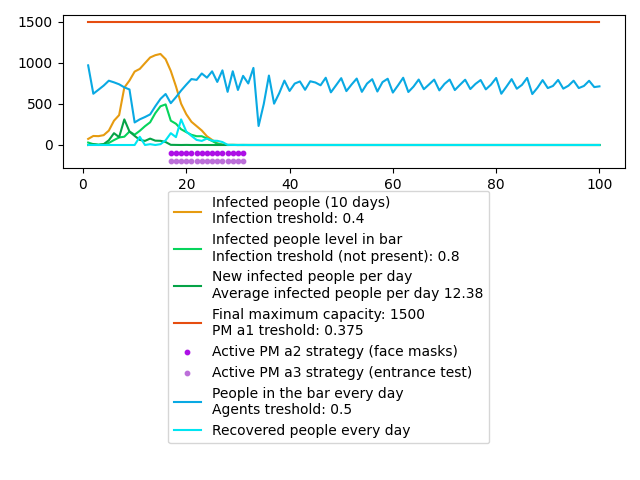 1500
1000
500
0
0 20 40 60 80 100
Infected people (10 days)
Infection treshold: 0.4
Infected people level in bar
Infection treshold (not present): 0.8
New infected people per day
Average infected people per day 12.38
Final maximum capacity: 1500
PM a1 treshold: 0.375
Active PM a2 strategy (face masks)
Active PM a3 strategy (entrance test)
People in the bar every day
Agents treshold: 0.5
Recovered people every day